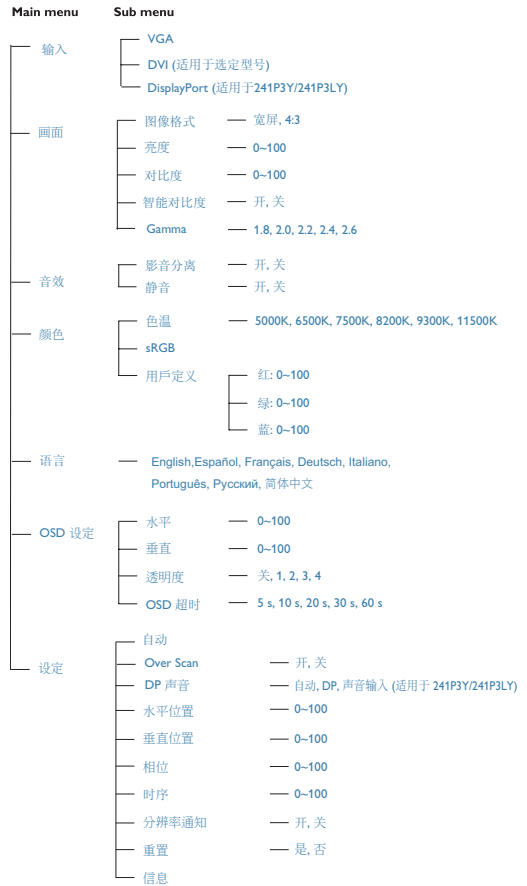 Main menu Sub menu
输入
VGA
DVI (适用于选定型号)
DisplayPort (适用于241P3Y/241P3LY)
画面
图像格式 宽屏, 4:3
亮度 0~100
对比度 0~100
智能对比度 开, 关
Gamma 1.8, 2.0, 2.2, 2.4, 2.6
音效
影音分离 开, 关
静音 开, 关
颜色
色温 5000K, 6500K, 7500K, 8200K, 9300K, 11500K
sRGB
用戶定义 红: 0~100
绿: 0~100
蓝: 0~100
语言 English,Español, Français, Deutsch, Italiano,
Português, Русский, 简体中文
OSD 设定
水平 0~100
垂直 0~100
透明度 关, 1, 2, 3, 4
OSD 超时 5 s, 10 s, 20 s, 30 s, 60 s
设定
自动
Over Scan 开, 关
DP 声音 自动, DP, 声音输入 (适用于 241P3Y/241P3LY)
水平位置 0~100
垂直位置 0~100
相位 0~100
时序 0~100
分辨率通知 开, 关
重置 是, 否
信息